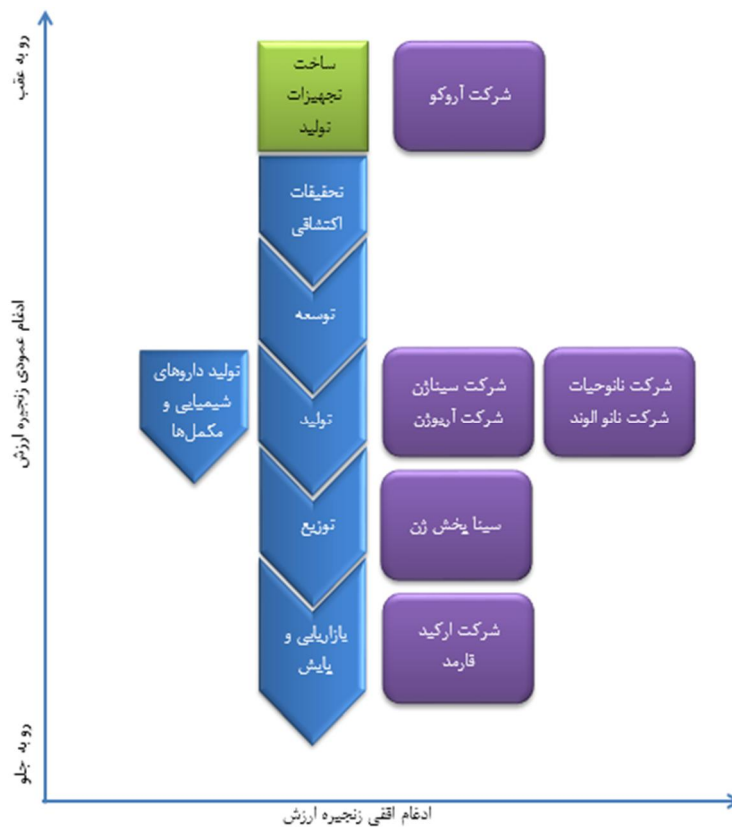 رو به عقب
ساخت
تجهیزات
تولید
شرکت آروکو
تحقیقات
اکتشافی
توسعه
ادغام عمودی زنجیره ارزش
تولید داروهای
شیمیایی و
مکمل‌ها
تولید
شرکت سیناژن
شرکت آریوژن
شرکت نانوحیات
شرکت نانو الوند
توزیع
سینا پخش ژن
بازاریابی و
پایش
شرکت ارکید
فارمد
رو به جلو
ادغام افقی زنجیره ارزش